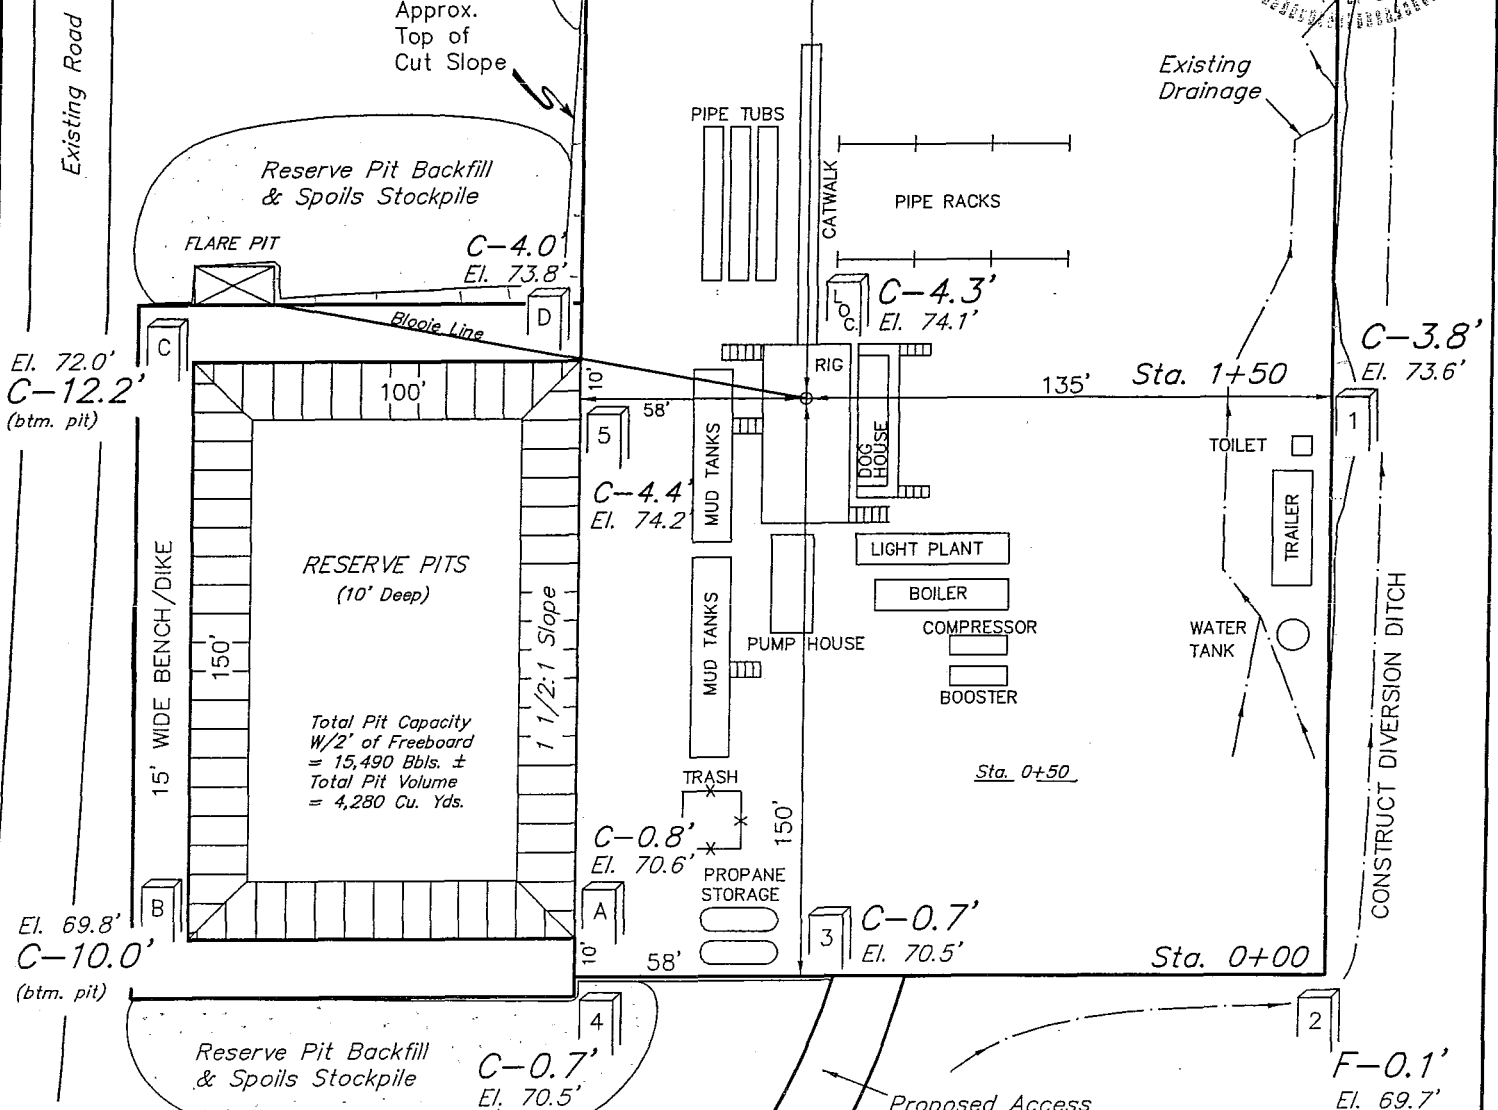 Approx.
Top of
Cut Slope
Existing Road
Existing
Drainage
PIPE TUBS
CATWALK
PIPE RACKS
Reserve Pit Backfill
& Spoils Stockpile
FLARE PIT
C-4.0'
El. 73.8'
D
Blooie Line
LOC.
C-4.3'
El. 74.1'
C
El. 72.0'
C-12.2'
(btm. pit)
100'
10'
58'
RIG
135'
Sta. 1+50
C-3.8'
El. 73.6'
1
5
C-4.4'
El. 74.2'
MUD TANKS
DOG
HOUSE
TOILET
TRAILER
LIGHT PLANT
BOILER
COMPRESSOR
BOOSTER
PUMP HOUSE
MUD TANKS
WATER
TANK
RESERVE PITS
(10' Deep)
15' WIDE BENCH/DIKE
150'
1 1/2:1 Slope
Total Pit Capacity
W/2' of Freeboard
= 15,490 Bbls. ±
Total Pit Volume
= 4,280 Cu. Yds.
CONSTRUCT DIVERSION DITCH
Sta. 0+50
TRASH
150'
C-0.8'
El. 70.6'
PROPANE
STORAGE
B
A
El. 69.8'
C-10.0'
(btm. pit)
10'
58'
3
C-0.7'
El. 70.5'
Sta. 0+00
4
2
Reserve Pit Backfill
& Spoils Stockpile
C-0.7'
El. 70.5'
F-0.1'
El. 69.7'
Proposed Access